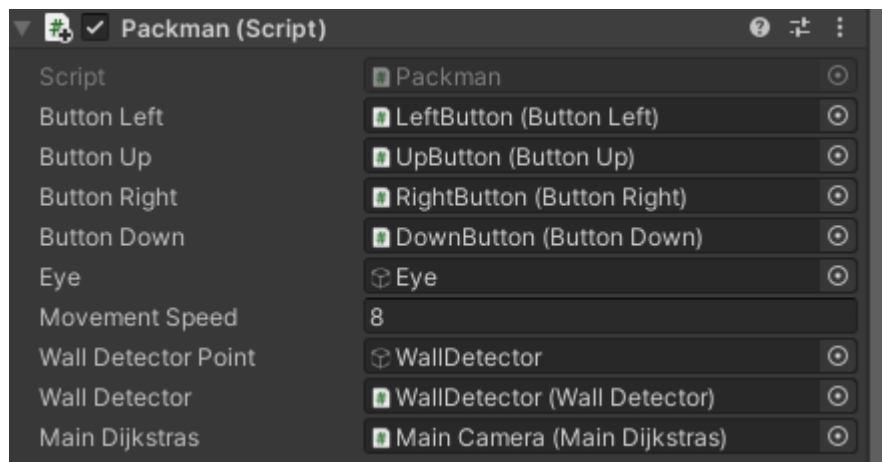 Packman (Script)
Script Packman
Button Left LeftButton (Button Left)
Button Up UpButton (Button Up)
Button Right RightButton (Button Right)
Button Down DownButton (Button Down)
Eye Eye
Movement Speed 8
Wall Detector Point WallDetector
Wall Detector WallDetector (Wall Detector)
Main Dijkstras Main Camera (Main Dijkstras)